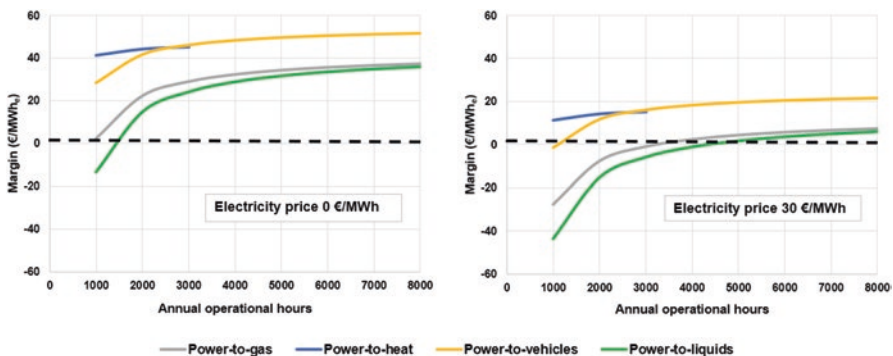 60
40
20
0
-20
-40
-60
Margin (€/MWhe)
Electricity price 0 €/MWh
0 1000 2000 3000 4000 5000 6000 7000 8000
Annual operational hours
60
40
20
0
-20
-40
-60
Margin (€/MWhe)
Electricity price 30 €/MWh
0 1000 2000 3000 4000 5000 6000 7000 8000
Annual operational hours
Power-to-gas Power-to-heat Power-to-vehicles Power-to-liquids